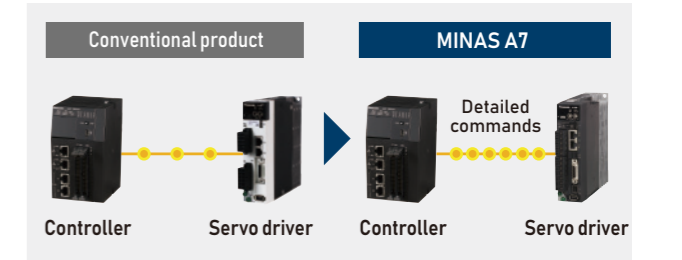 Conventional product
MINAS A7
Detailed
commands
Controller
Servo driver
Controller
Servo driver